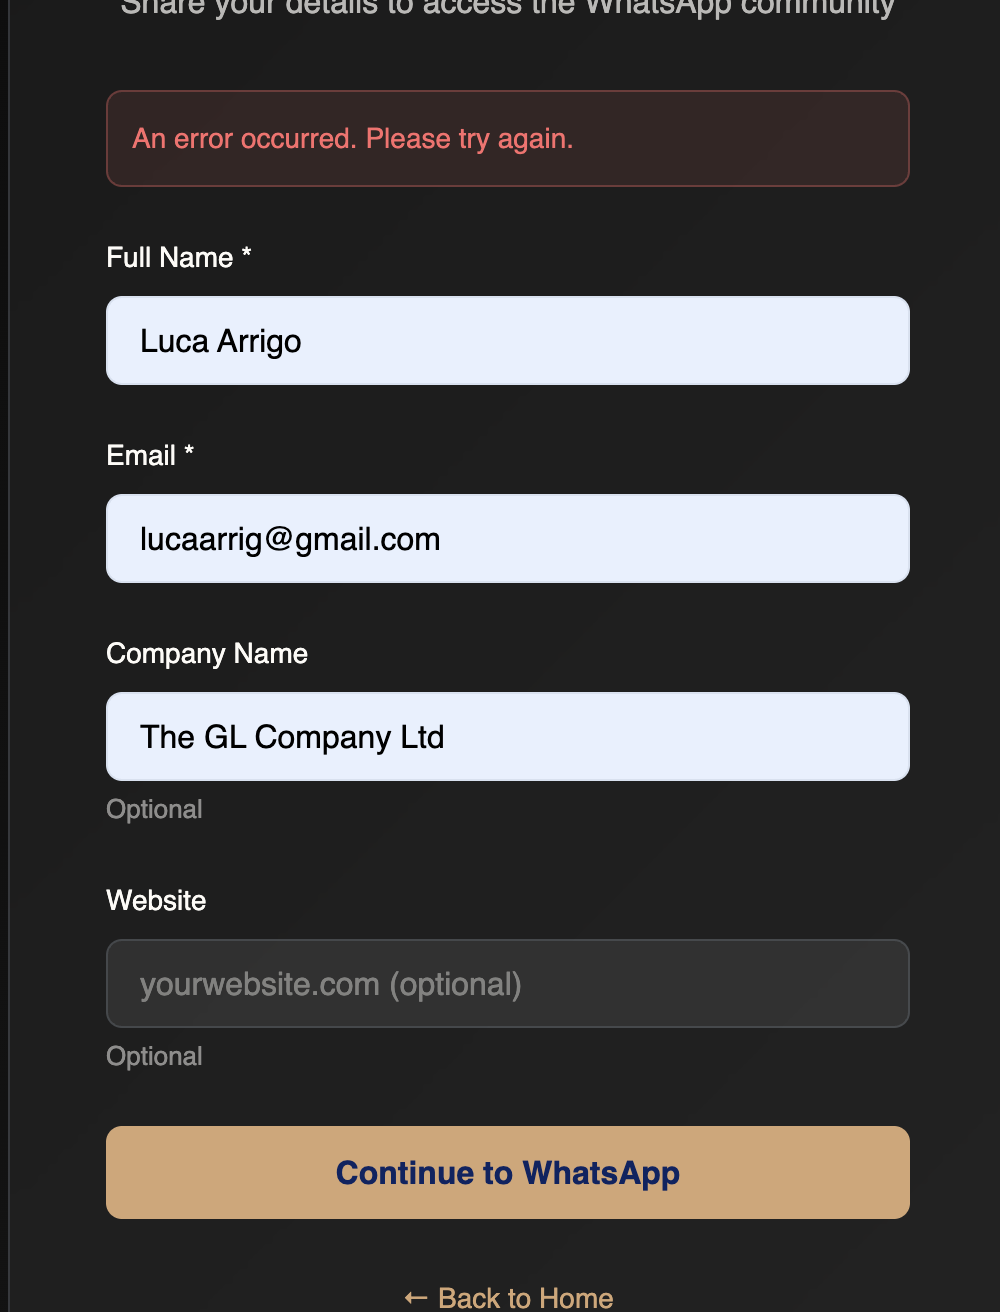 Share your details to access the WhatsApp community
An error occurred. Please try again.
Full Name *
Luca Arrigo
Email *
lucaarrig@gmail.com
Company Name
The GL Company Ltd
Optional
Website
yourwebsite.com (optional)
Optional
Continue to WhatsApp
← Back to Home